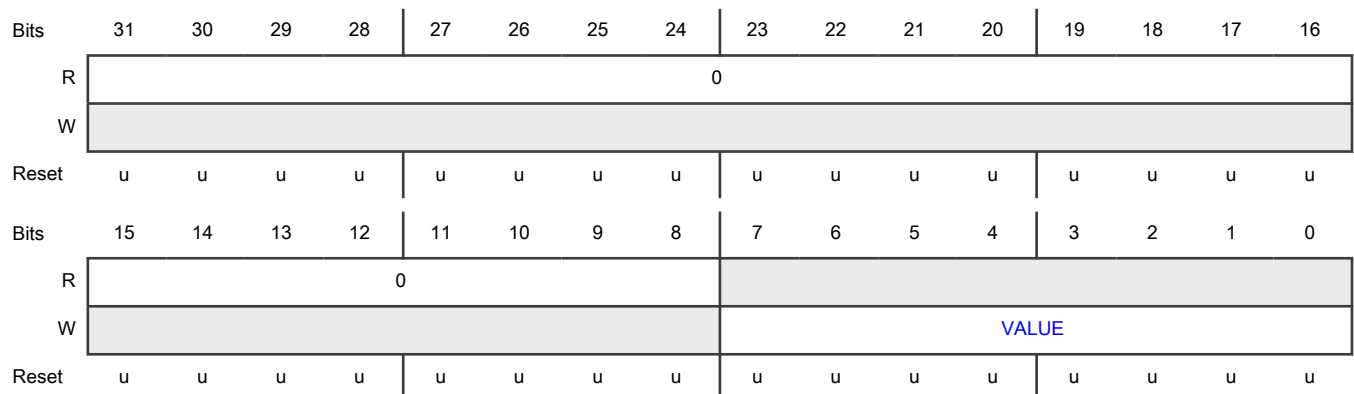 Bits 31 30 29 28 27 26 25 24 23 22 21 20 19 18 17 16
R 0
W
Reset u u u u u u u u u u u u u u u u
Bits 15 14 13 12 11 10 9 8 7 6 5 4 3 2 1 0
R 0
W VALUE
Reset u u u u u u u u u u u u u u u u